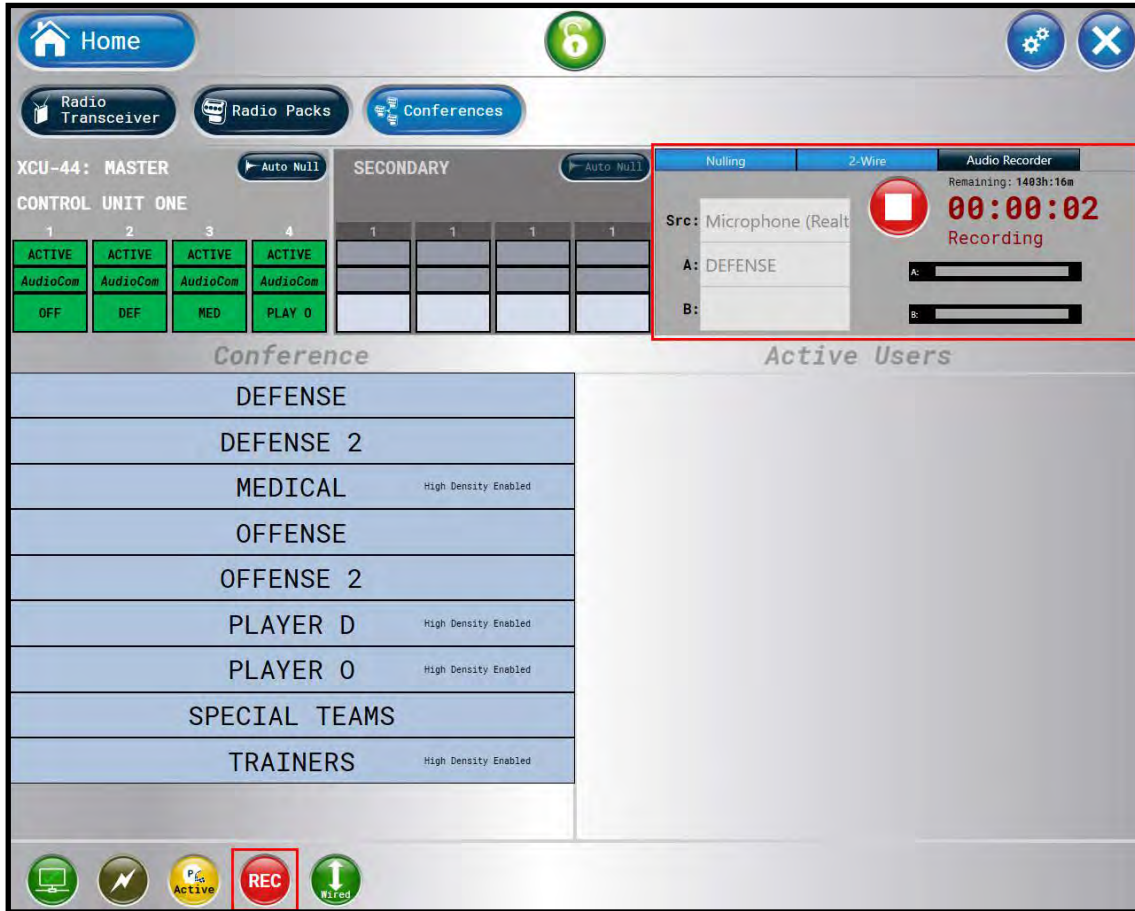 Home
Radio Transceiver
Radio Packs
Conferences
XCU-44: MASTER
Auto Null
CONTROL UNIT ONE
1 2 3 4
ACTIVE ACTIVE ACTIVE ACTIVE
AudioCom AudioCom AudioCom AudioCom
OFF DEF MED PLAY O
SECONDARY
Auto Null
1 1 1 1
Nulling 2-Wire Audio Recorder
Remaining: 1403h:16m
00:00:02
Recording
Src: Microphone (Realt
A: DEFENSE
B:
A:
B:
Conference
Active Users
DEFENSE
DEFENSE 2
MEDICAL High Density Enabled
OFFENSE
OFFENSE 2
PLAYER D High Density Enabled
PLAYER O High Density Enabled
SPECIAL TEAMS
TRAINERS High Density Enabled
Active
REC
Wired